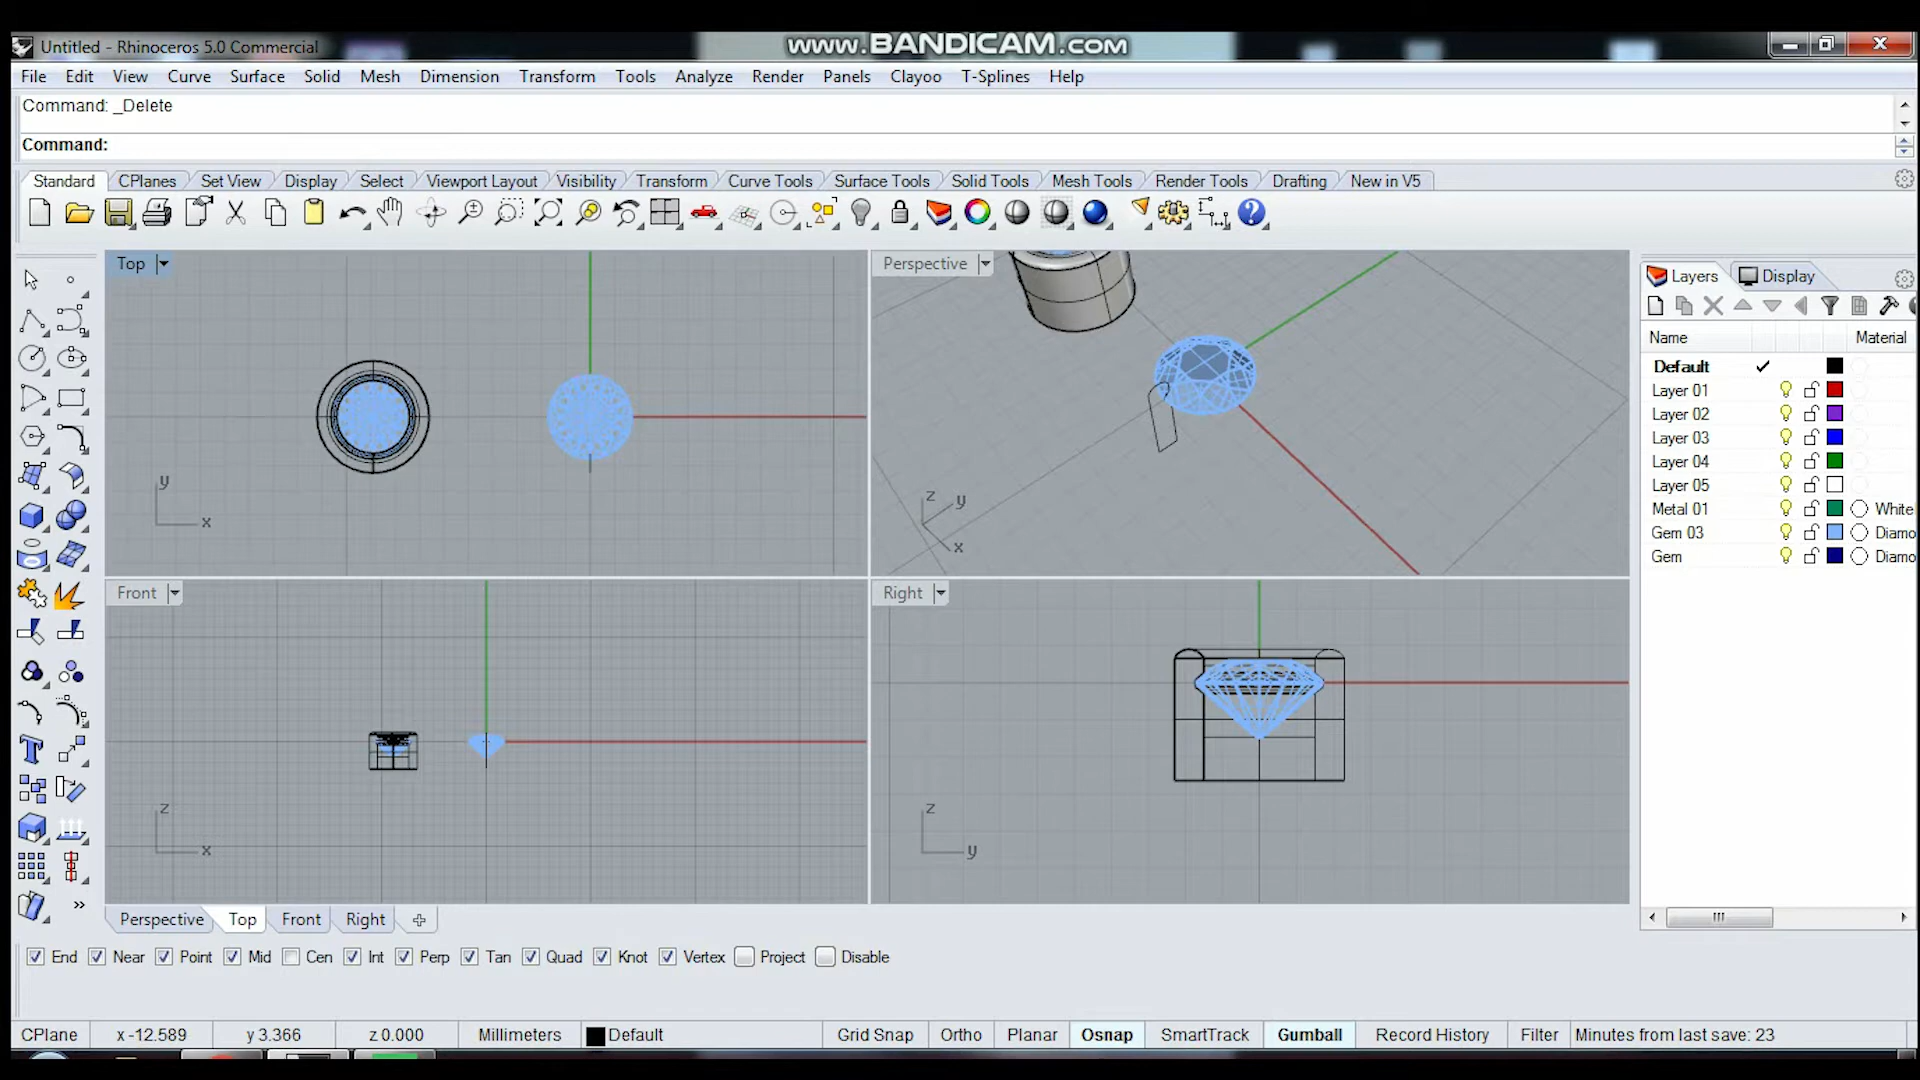 www.BANDICAM.com
Untitled - Rhinoceros 5.0 Commercial
File Edit View Curve Surface Solid Mesh Dimension Transform Tools Analyze Render Panels Clayoo T-Splines Help
Command: _Delete
Command:
Standard CPlanes Set View Display Select Viewport Layout Visibility Transform Curve Tools Surface Tools Solid Tools Mesh Tools Render Tools Drafting New in V5
Top
Perspective
Layers Display
Name Material
Default
Layer 01
Layer 02
Layer 03
Layer 04
Layer 05
Metal 01 White
Gem 03 Diamo
Gem Diamo
y
x
z
y
x
Front
Right
z
x
z
y
Perspective Top Front Right
End Near Point Mid Cen Int Perp Tan Quad Knot Vertex Project Disable
CPlane x -12.589 y 3.366 z 0.000 Millimeters Default Grid Snap Ortho Planar Osnap SmartTrack Gumball Record History Filter Minutes from last save: 23